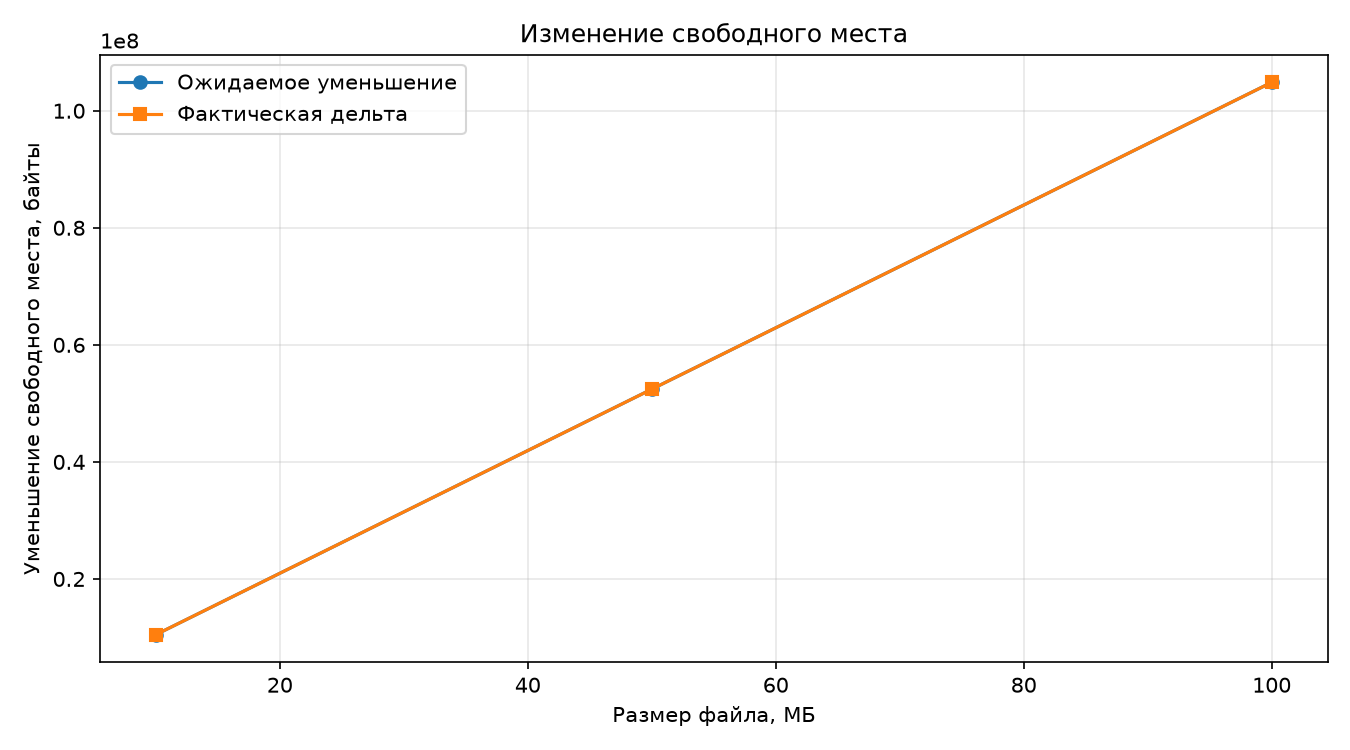 Изменение свободного места
1e8
Ожидаемое уменьшение
Фактическая дельта
1.0
0.8
0.6
0.4
0.2
Уменьшение свободного места, байты
20
40
60
80
100
Размер файла, МБ